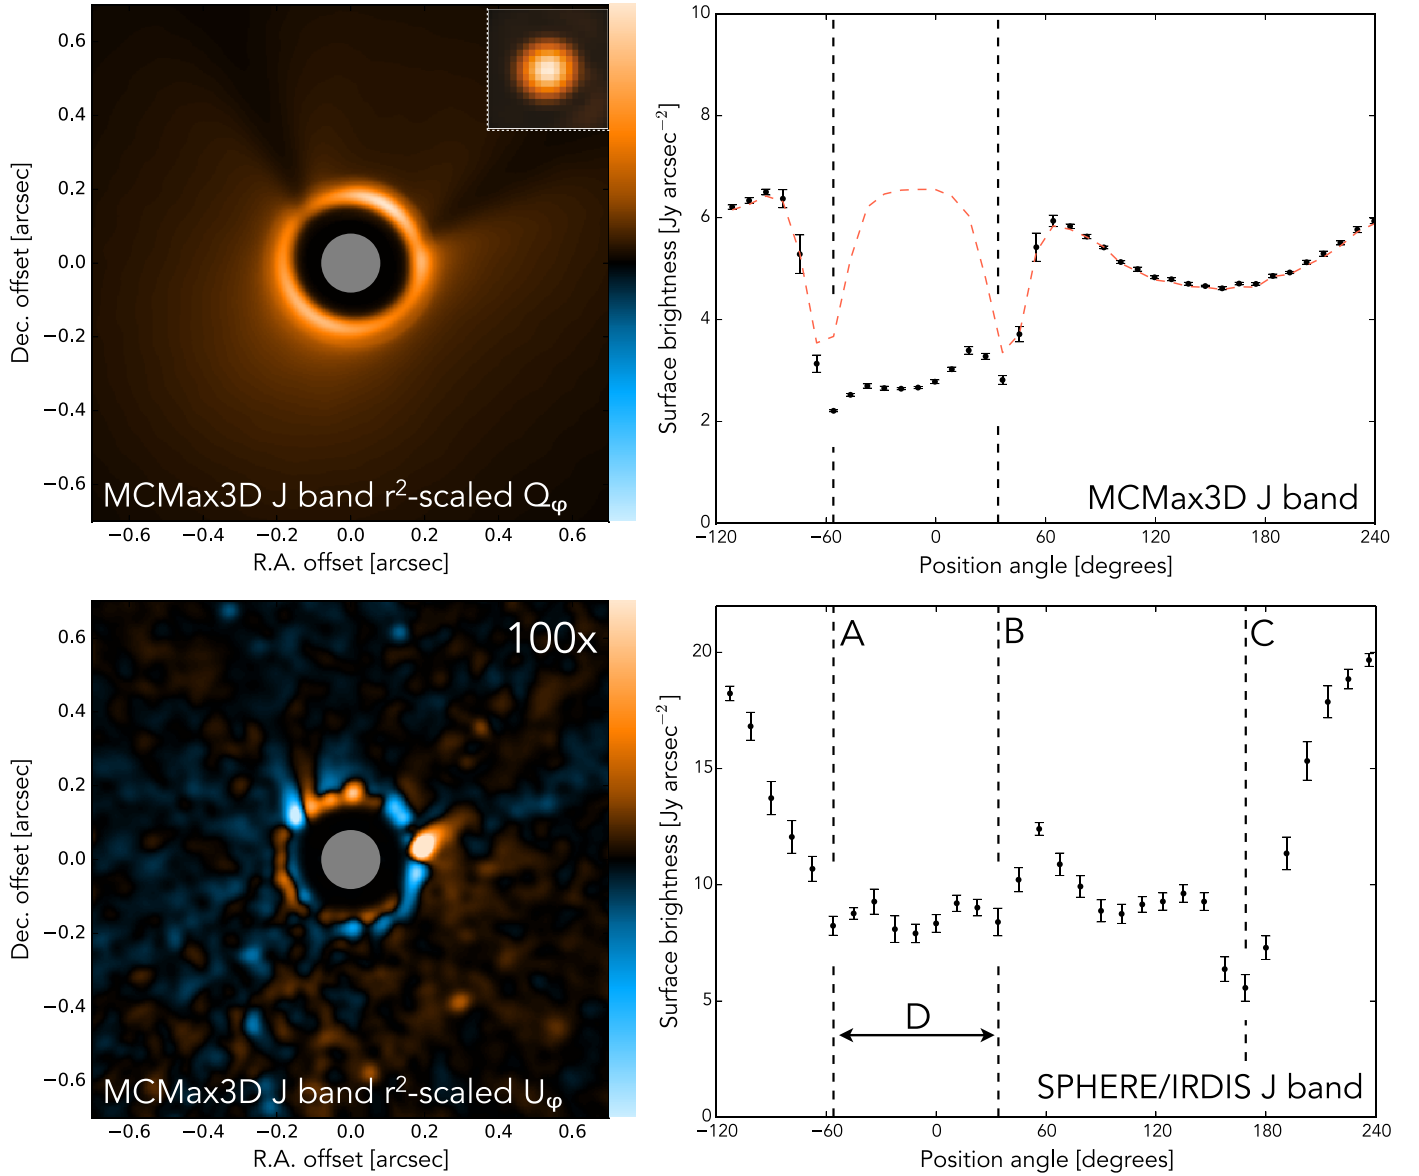 0.6
0.4
0.2
0.0
−0.2
−0.4
−0.6
Dec. offset [arcsec]
MCMax3D J band r²-scaled Qφ
−0.6 −0.4 −0.2 0.0 0.2 0.4 0.6
R.A. offset [arcsec]
10
8
6
4
2
0
Surface brightness [Jy arcsec⁻²]
MCMax3D J band
−120 −60 0 60 120 180 240
Position angle [degrees]
0.6
0.4
0.2
0.0
−0.2
−0.4
−0.6
Dec. offset [arcsec]
100x
MCMax3D J band r²-scaled Uφ
−0.6 −0.4 −0.2 0.0 0.2 0.4 0.6
R.A. offset [arcsec]
20
15
10
5
0
Surface brightness [Jy arcsec⁻²]
A B C
D
SPHERE/IRDIS J band
−120 −60 0 60 120 180 240
Position angle [degrees]